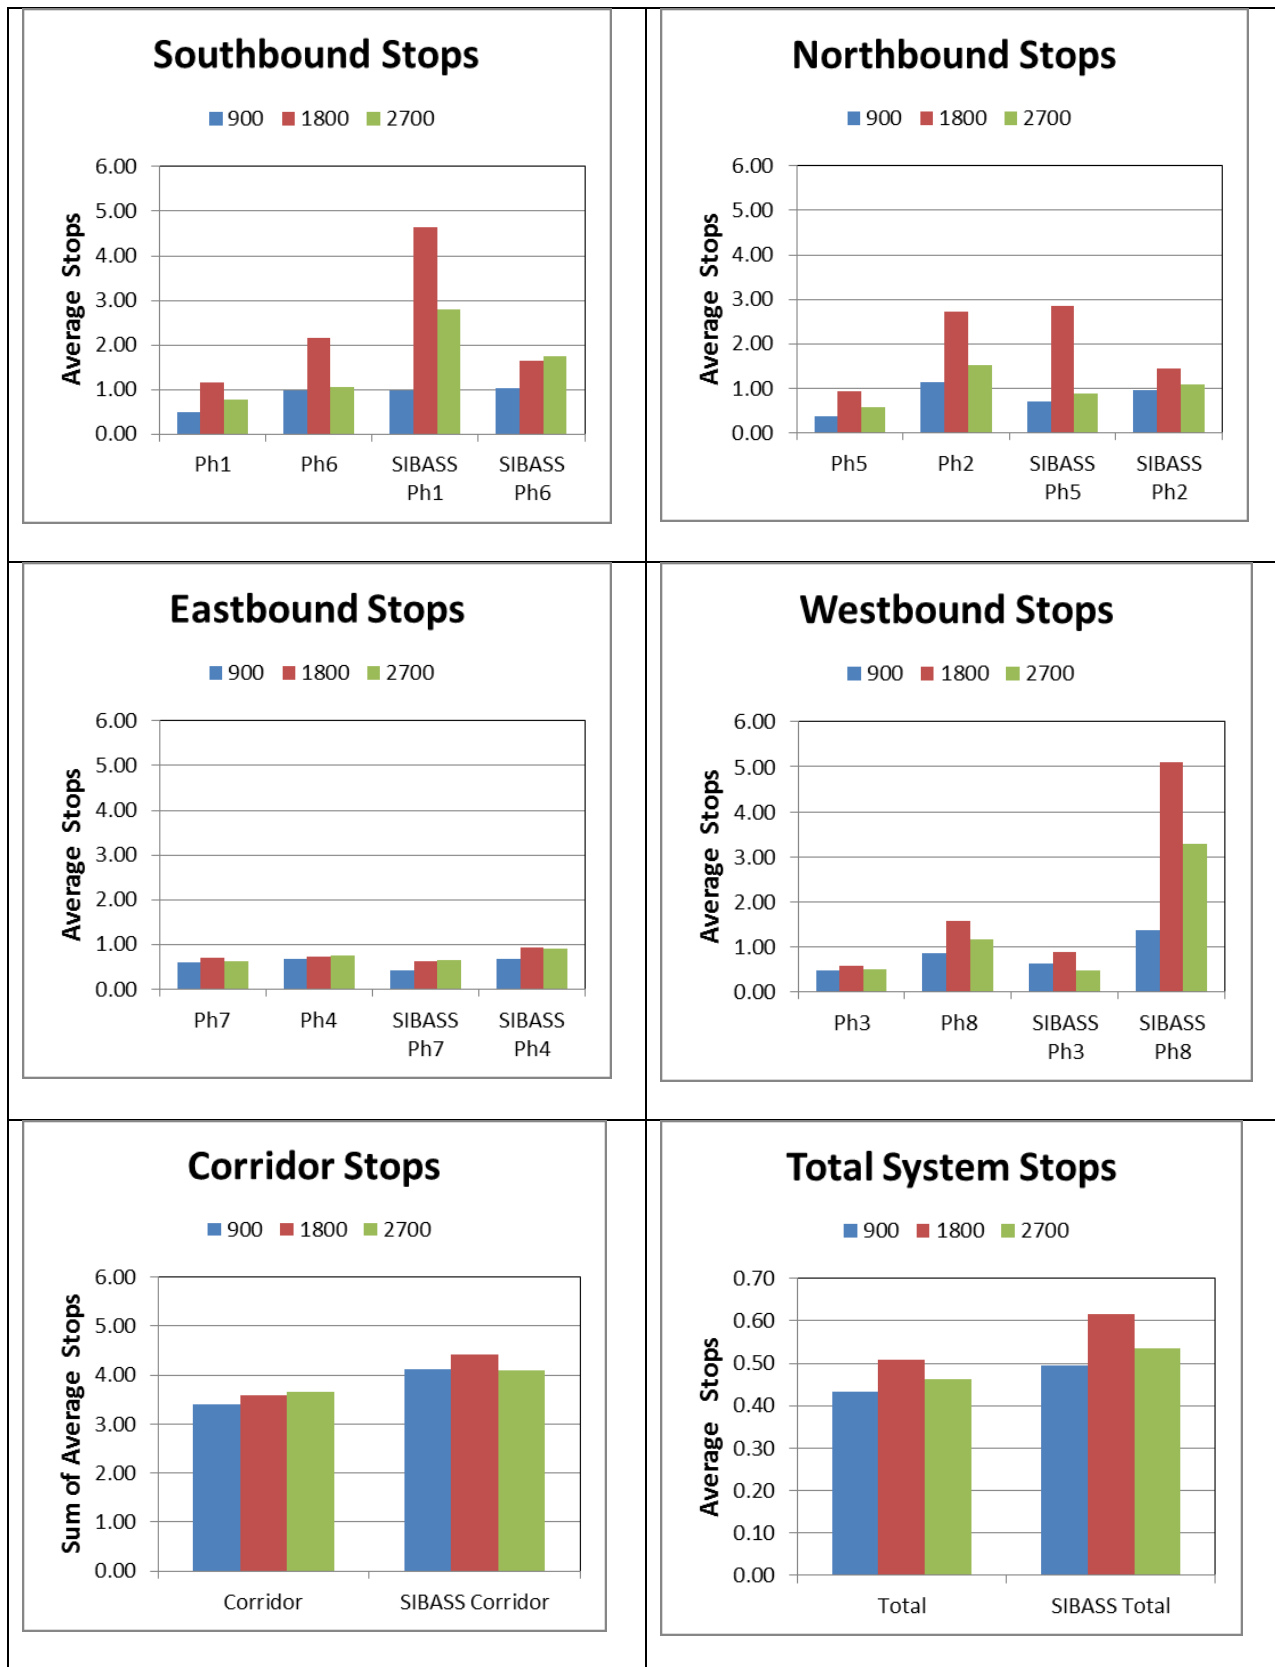 Southbound Stops
900 1800 2700
Average Stops
6.00
5.00
4.00
3.00
2.00
1.00
0.00
Ph1 Ph6 SIBASS SIBASS
Ph1 Ph6
Northbound Stops
900 1800 2700
Average Stops
6.00
5.00
4.00
3.00
2.00
1.00
0.00
Ph5 Ph2 SIBASS SIBASS
Ph5 Ph2
Eastbound Stops
900 1800 2700
Average Stops
6.00
5.00
4.00
3.00
2.00
1.00
0.00
Ph7 Ph4 SIBASS SIBASS
Ph7 Ph4
Westbound Stops
900 1800 2700
Average Stops
6.00
5.00
4.00
3.00
2.00
1.00
0.00
Ph3 Ph8 SIBASS SIBASS
Ph3 Ph8
Corridor Stops
900 1800 2700
Sum of Average Stops
6.00
5.00
4.00
3.00
2.00
1.00
0.00
Corridor SIBASS Corridor
Total System Stops
900 1800 2700
Average Stops
0.70
0.60
0.50
0.40
0.30
0.20
0.10
0.00
Total SIBASS Total